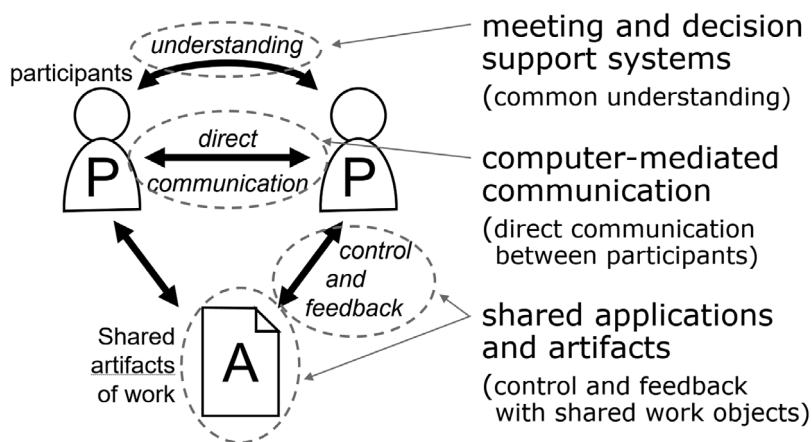 understanding
participants
P
direct
communication
P
control
and
feedback
Shared
artifacts
of work
A
meeting and decision
support systems
(common understanding)
computer-mediated
communication
(direct communication
between participants)
shared applications
and artifacts
(control and feedback
with shared work objects)